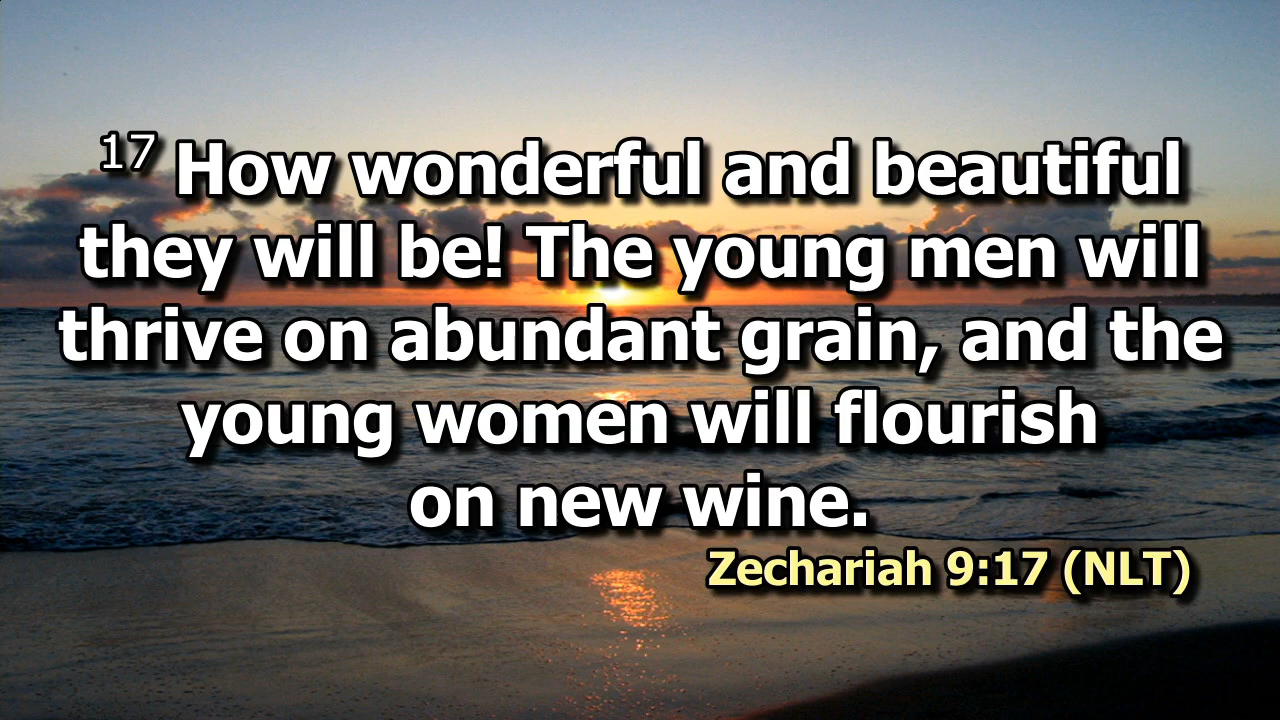 17 How wonderful and beautiful
they will be! The young men will
thrive on abundant grain, and the
young women will flourish
on new wine.
Zechariah 9:17 (NLT)